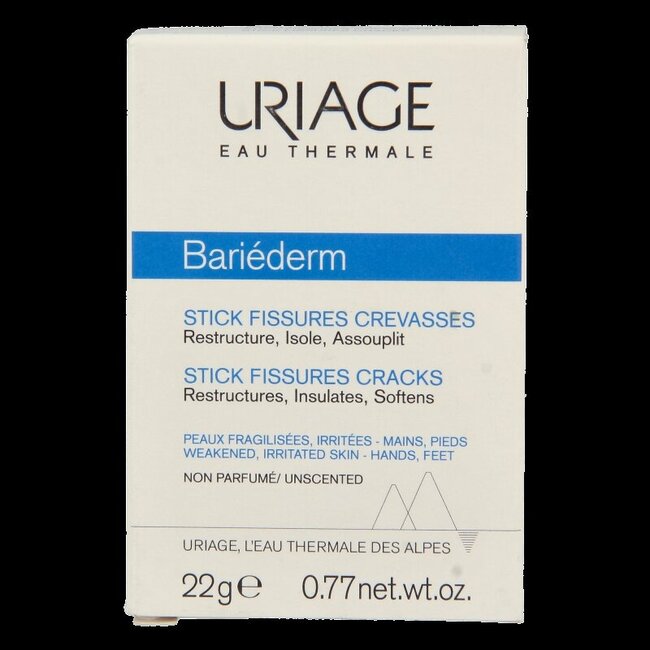 URIAGE
EAU THERMALE
Bariéderm
STICK FISSURES CREVASSES
Restructure, Isole, Assouplit
STICK FISSURES CRACKS
Restructures, Insulates, Softens
PEAUX FRAGILISÉES, IRRITÉES - MAINS, PIEDS
WEAKENED, IRRITATED SKIN - HANDS, FEET
NON PARFUMÉ/ UNSCENTED
URIAGE, L'EAU THERMALE DES ALPES
22g℮ 0.77net.wt.oz.